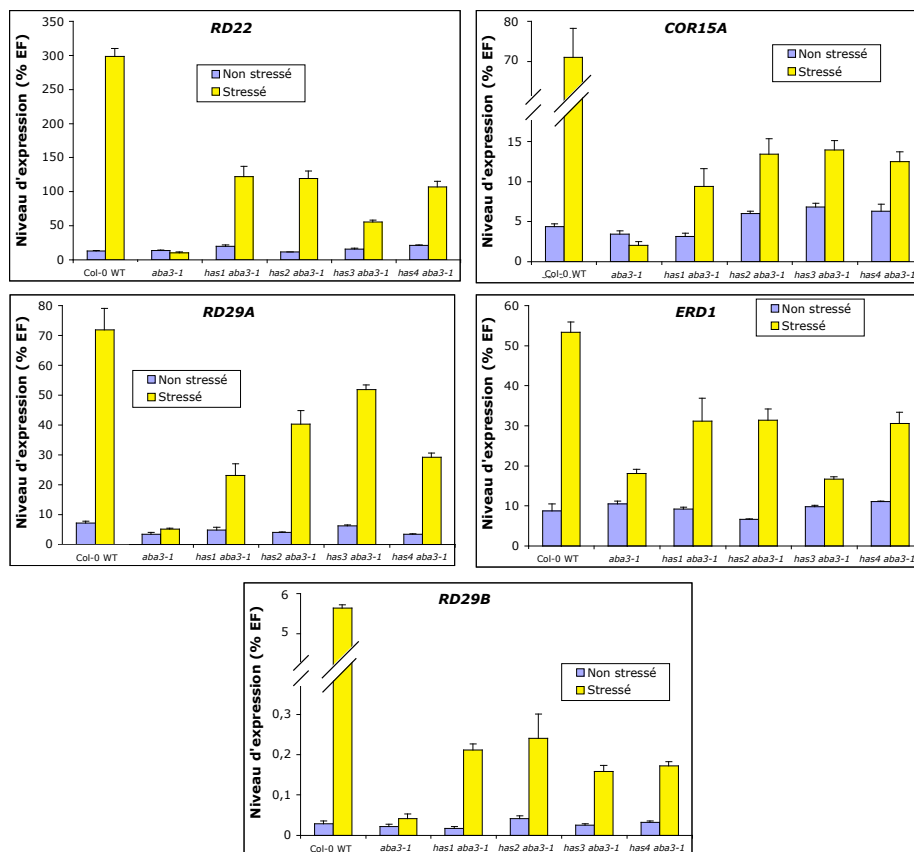 RD22
Niveau d'expression (% EF)
350
300
250
200
150
100
50
0
Non stressé
Stressé
Col-0 WT
aba3-1
has1 aba3-1
has2 aba3-1
has3 aba3-1
has4 aba3-1
COR15A
Niveau d'expression (% EF)
80
70
15
10
5
0
Non stressé
Stressé
Col-0 WT
aba3-1
has1 aba3-1
has2 aba3-1
has3 aba3-1
has4 aba3-1
RD29A
Niveau d'expression (% EF)
80
70
60
50
40
30
20
10
0
Non stressé
Stressé
Col-0 WT
aba3-1
has1 aba3-1
has2 aba3-1
has3 aba3-1
has4 aba3-1
ERD1
Niveau d'expression (% EF)
60
50
40
30
20
10
0
Non stressé
Stressé
Col-0 WT
aba3-1
has1 aba3-1
has2 aba3-1
has3 aba3-1
has4 aba3-1
RD29B
Niveau d'expression (% EF)
6
5
0,3
0,2
0,1
0
Non stressé
Stressé
Col-0 WT
aba3-1
has1 aba3-1
has2 aba3-1
has3 aba3-1
has4 aba3-1